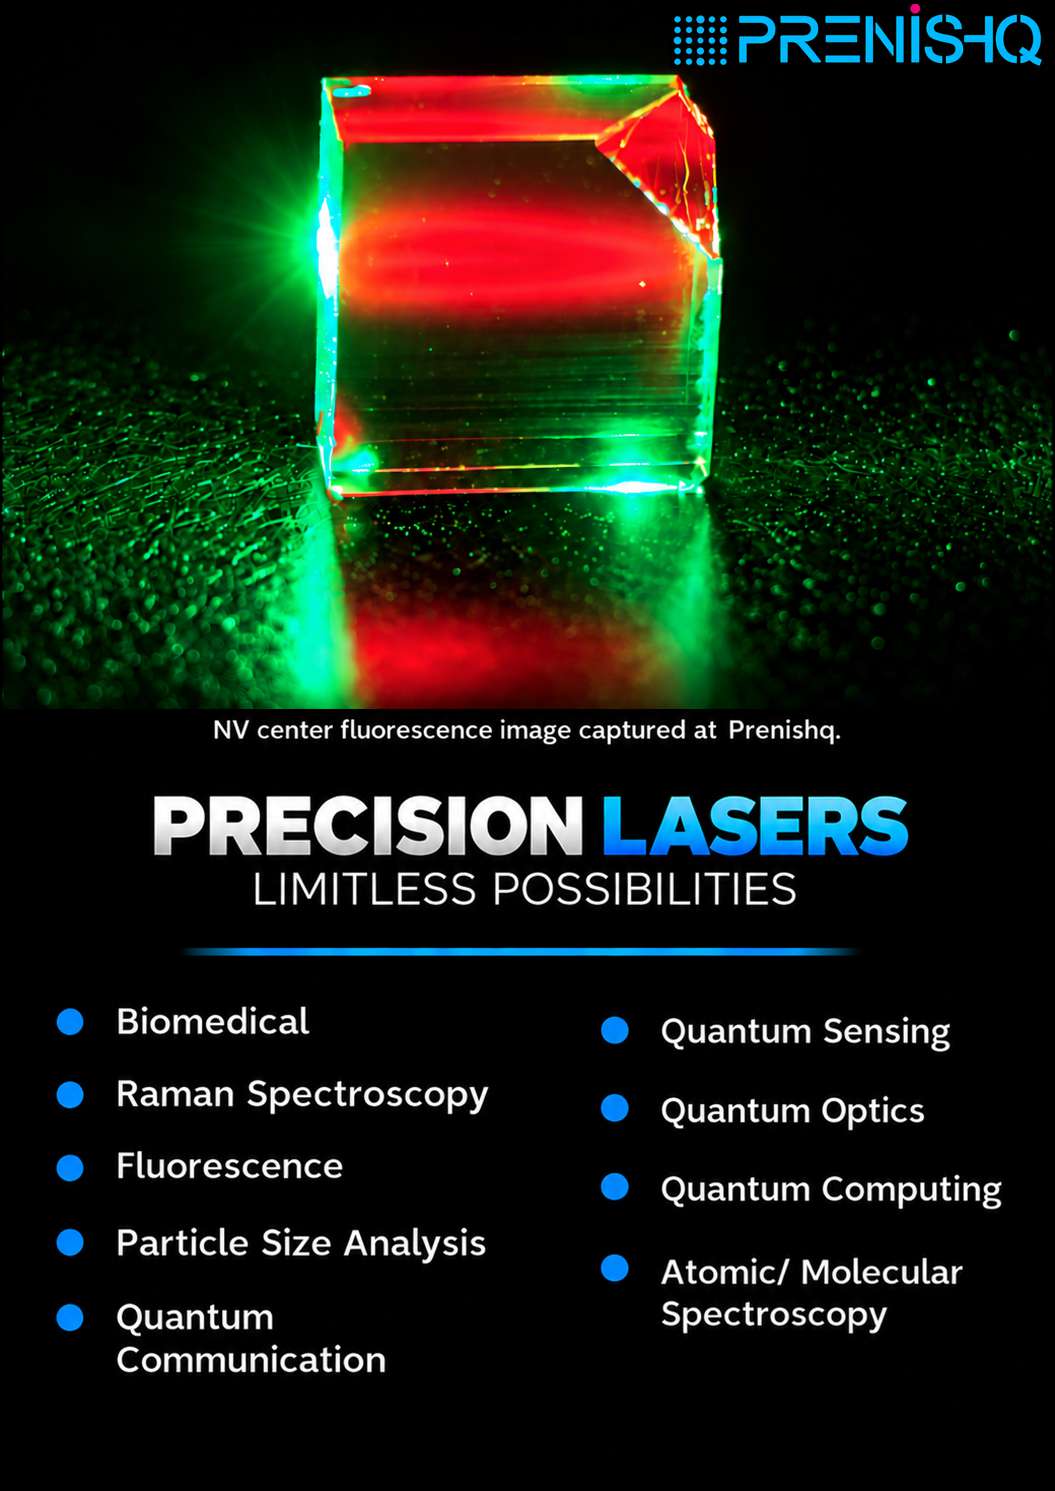 PRENISHQ
NV center fluorescence image captured at Prenishq.
PRECISION LASERS
LIMITLESS POSSIBILITIES
Biomedical
Raman Spectroscopy
Fluorescence
Particle Size Analysis
Quantum
Communication
Quantum Sensing
Quantum Optics
Quantum Computing
Atomic/ Molecular
Spectroscopy